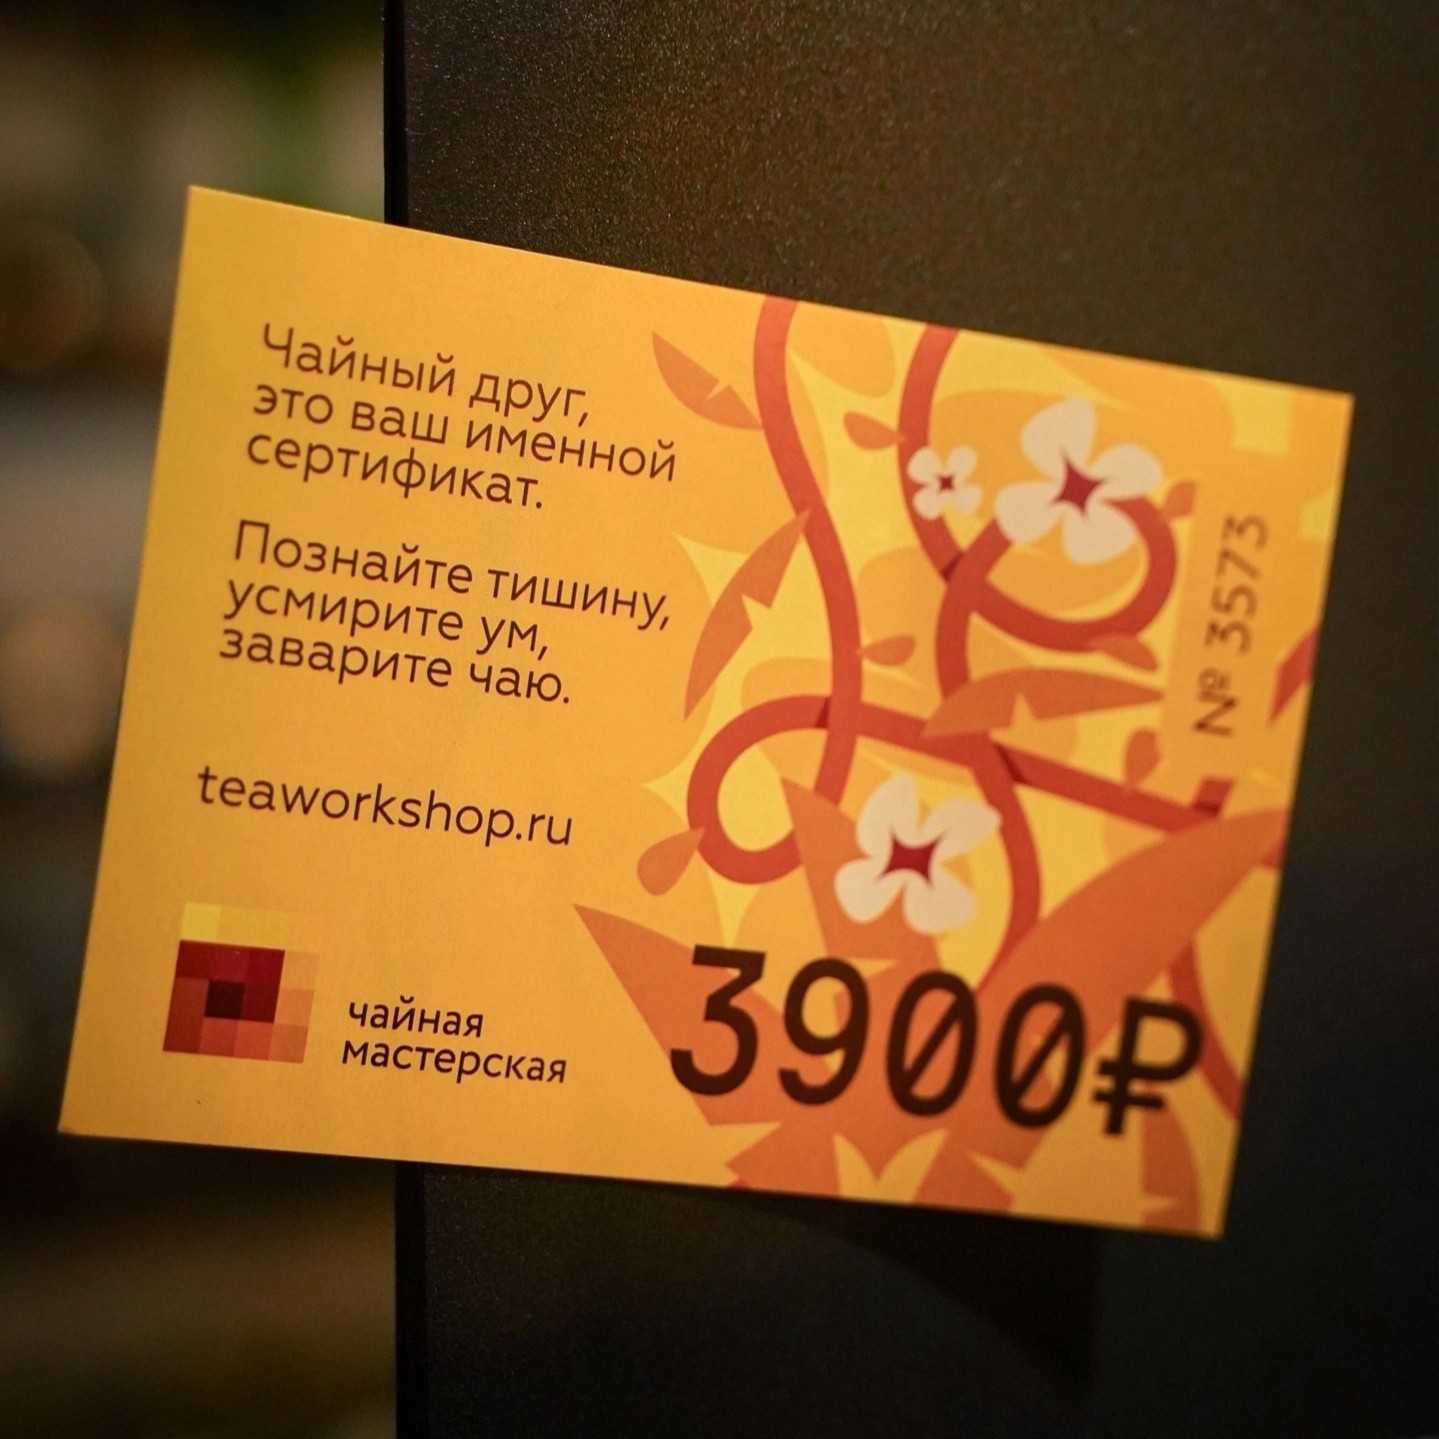 Чайный друг,
это ваш именной
сертификат.
Познайте тишину,
усмирите ум,
заварите чаю.
teaworkshop.ru
чайная
мастерская
№ 3573
3900₽